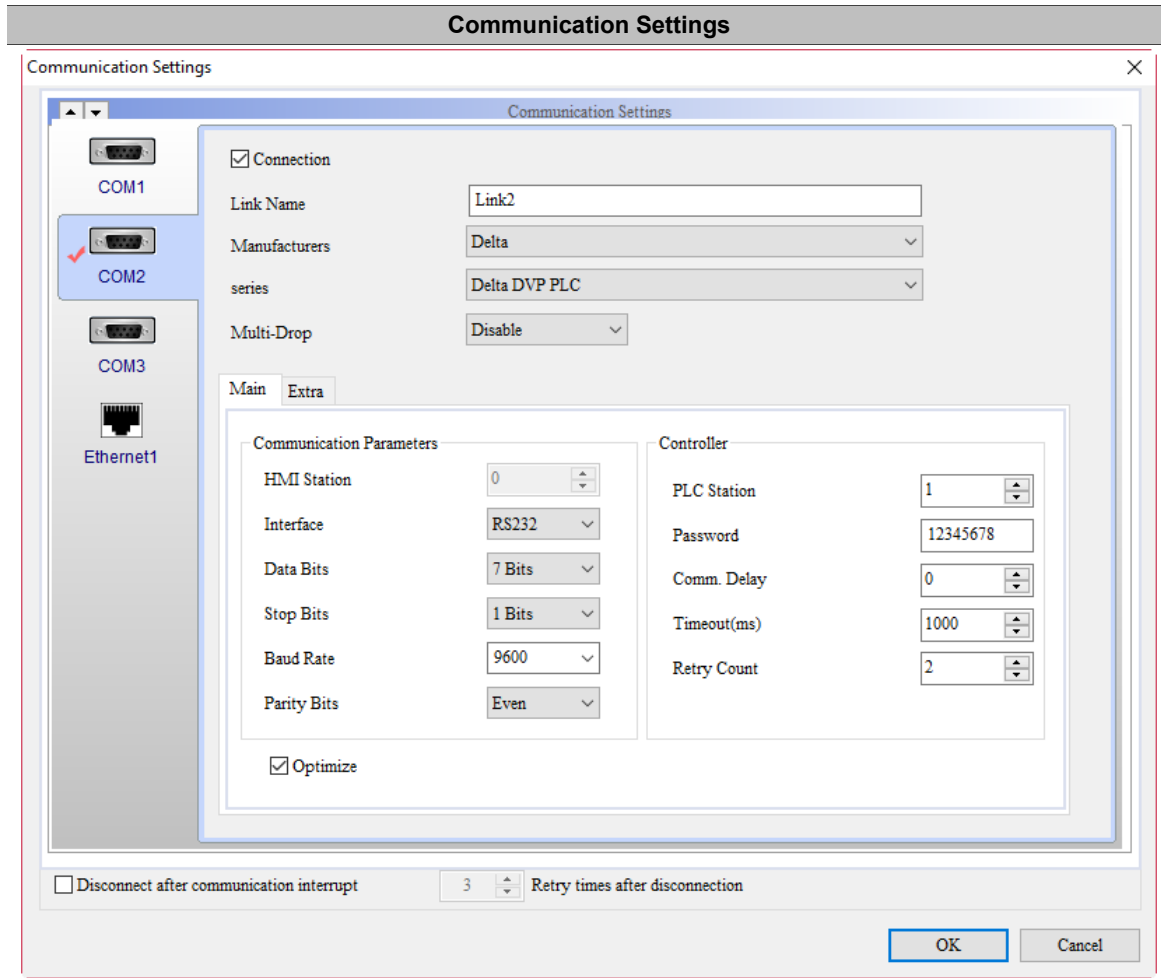 Communication Settings
Communication Settings
Communication Settings
COM1
COM2
COM3
Ethernet1
Connection
Link Name Link2
Manufacturers Delta
series Delta DVP PLC
Multi-Drop Disable
Main Extra
Communication Parameters
HMI Station 0
Interface RS232
Data Bits 7 Bits
Stop Bits 1 Bits
Baud Rate 9600
Parity Bits Even
Controller
PLC Station 1
Password 12345678
Comm. Delay 0
Timeout(ms) 1000
Retry Count 2
Optimize
Disconnect after communication interrupt 3 Retry times after disconnection
OK Cancel